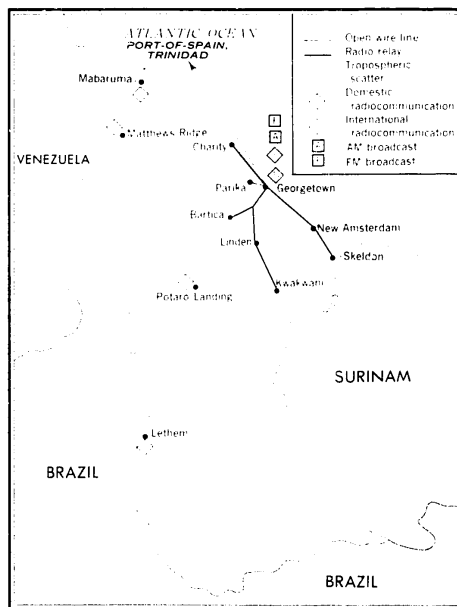 ATLANTIC OCEAN
PORT-OF-SPAIN,
TRINIDAD
Open wire line
Radio relay
Tropospheric
scatter
Domestic
radiocommunication
International
radiocommunication
A AM broadcast
F FM broadcast
Mabaruma
Matthews Ridge
VENEZUELA
Charity
F
A
Parika
Georgetown
Bartica
New Amsterdam
Linden
Skeldon
Potaro Landing
Kwakwani
SURINAM
Lethem
BRAZIL
BRAZIL